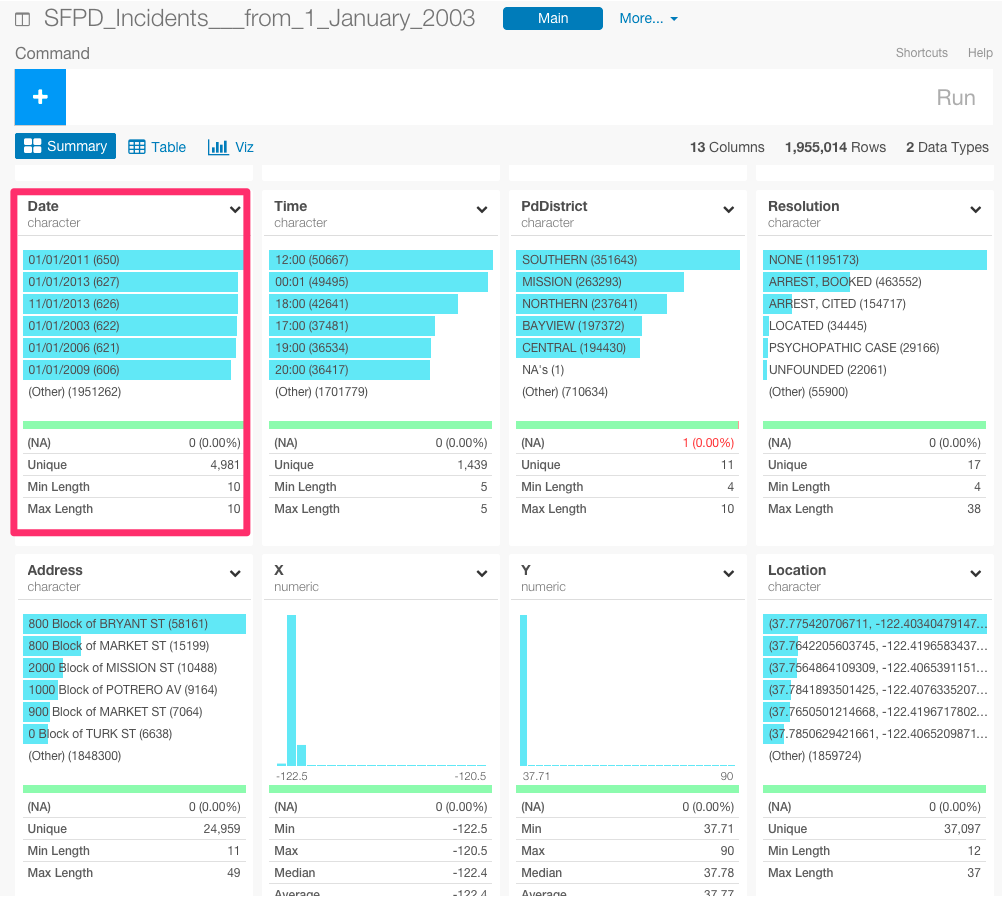 SFPD_Incidents___from_1_January_2003 Main More...
Command Shortcuts Help
+ Run
Summary Table Viz 13 Columns 1,955,014 Rows 2 Data Types
Date
character
01/01/2011 (650)
01/01/2013 (627)
11/01/2013 (626)
01/01/2003 (622)
01/01/2006 (621)
01/01/2009 (606)
(Other) (1951262)
(NA) 0 (0.00%)
Unique 4,981
Min Length 10
Max Length 10
Time
character
12:00 (50667)
00:01 (49495)
18:00 (42641)
17:00 (37481)
19:00 (36534)
20:00 (36417)
(Other) (1701779)
(NA) 0 (0.00%)
Unique 1,439
Min Length 5
Max Length 5
PdDistrict
character
SOUTHERN (351643)
MISSION (263293)
NORTHERN (237641)
BAYVIEW (197372)
CENTRAL (194430)
NA's (1)
(Other) (710634)
(NA) 1 (0.00%)
Unique 11
Min Length 4
Max Length 10
Resolution
character
NONE (1195173)
ARREST, BOOKED (463552)
ARREST, CITED (154717)
LOCATED (34445)
PSYCHOPATHIC CASE (29166)
UNFOUNDED (22061)
(Other) (55900)
(NA) 0 (0.00%)
Unique 17
Min Length 4
Max Length 38
Address
character
800 Block of BRYANT ST (58161)
800 Block of MARKET ST (15199)
2000 Block of MISSION ST (10488)
1000 Block of POTRERO AV (9164)
900 Block of MARKET ST (7064)
0 Block of TURK ST (6638)
(Other) (1848300)
(NA) 0 (0.00%)
Unique 24,959
Min Length 11
Max Length 49
X
numeric
-122.5 -120.5
(NA) 0 (0.00%)
Min -122.5
Max -120.5
Median -122.4
Average -122.4
Y
numeric
37.71 90
(NA) 0 (0.00%)
Min 37.71
Max 90
Median 37.78
Average 37.77
Location
character
(37.775420706711, -122.40340479147...
(37.7642205603745, -122.4196583437...
(37.7564864109309, -122.4065391151...
(37.7841893501425, -122.4076335207...
(37.7650501214668, -122.4196717802...
(37.7850629421661, -122.4065209871...
(Other) (1859724)
(NA) 0 (0.00%)
Unique 37,097
Min Length 12
Max Length 37